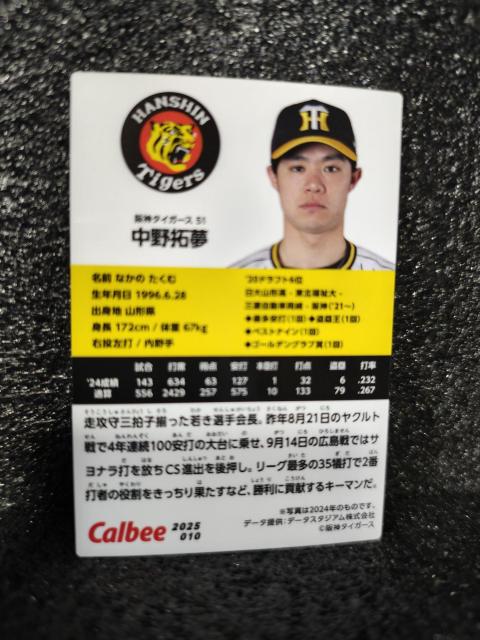 HANSHIN
Tigers
阪神タイガース 51
中野拓夢
名前 なかの たくむ
生年月日 1996.6.28
出身地 山形県
身長 172cm / 体重 67kg
右投左打 / 内野手
'20ドラフト6位
日大山形高-東北福祉大-
三菱自動車岡崎-阪神('21~)
◆最多安打(1回)◆盗塁王(1回)
◆ベストナイン(1回)
◆ゴールデングラブ賞(1回)
試合 打席 得点 安打 本塁打 打点 盗塁 打率
'24成績 143 634 63 127 1 32 6 .232
通算 556 2429 257 575 10 133 79 .267
走攻守三拍子揃った若き選手会長。昨年8月21日のヤクルト
戦で4年連続100安打の大台に乗せ、9月14日の広島戦ではサ
ヨナラ打を放ちCS進出を後押し。リーグ最多の35犠打で2番
打者の役割をきっちり果たすなど、勝利に貢献するキーマンだ。
※写真は2024年のものです。
データ提供:データスタジアム株式会社
©阪神タイガース
Calbee 2025
010